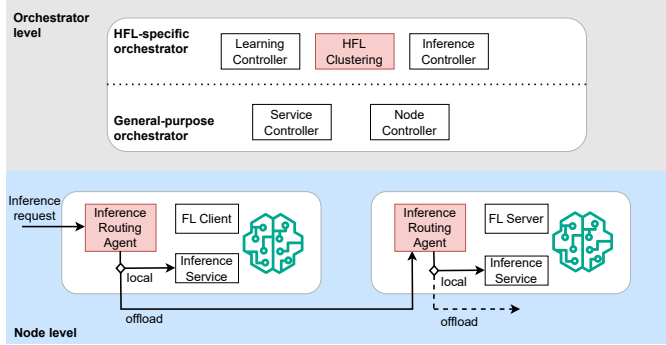 Orchestrator
level
HFL-specific
orchestrator
Learning
Controller
HFL
Clustering
Inference
Controller
General-purpose
orchestrator
Service
Controller
Node
Controller
Inference
request
Inference
Routing
Agent
FL Client
Inference
Service
local
offload
Inference
Routing
Agent
FL Server
Inference
Service
local
offload
Node level